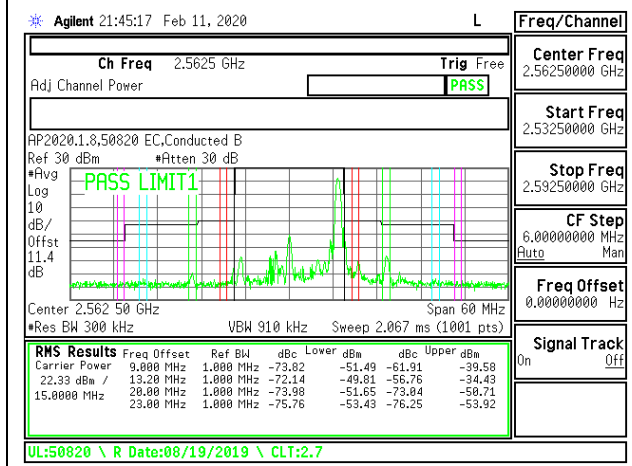 Agilent 21:45:17 Feb 11, 2020 L
Freq/Channel
Ch Freq 2.5625 GHz Trig Free
Adj Channel Power PASS
Center Freq
2.56250000 GHz
Start Freq
2.53250000 GHz
AP2020.1.8,50820 EC,Conducted B
Ref 30 dBm #Atten 30 dB
#Avg
Log
10
dB/
Offst
11.4
dB
PASS LIMIT1
Stop Freq
2.59250000 GHz
CF Step
6.00000000 MHz
Auto Man
Freq Offset
0.00000000 Hz
Center 2.562 50 GHz Span 60 MHz
#Res BW 300 kHz VBW 910 kHz Sweep 2.067 ms (1001 pts)
Signal Track
On Off
RMS Results Freq Offset Ref BW dBc Lower dBm dBc Upper dBm
Carrier Power 9.000 MHz 1.000 MHz -73.82 -51.49 -61.91 -39.58
22.33 dBm / 13.20 MHz 1.000 MHz -72.14 -49.81 -56.76 -34.43
15.0000 MHz 20.00 MHz 1.000 MHz -73.98 -51.65 -73.04 -50.71
23.00 MHz 1.000 MHz -75.76 -53.43 -76.25 -53.92
UL:50820 \ R Date:08/19/2019 \ CLT:2.7